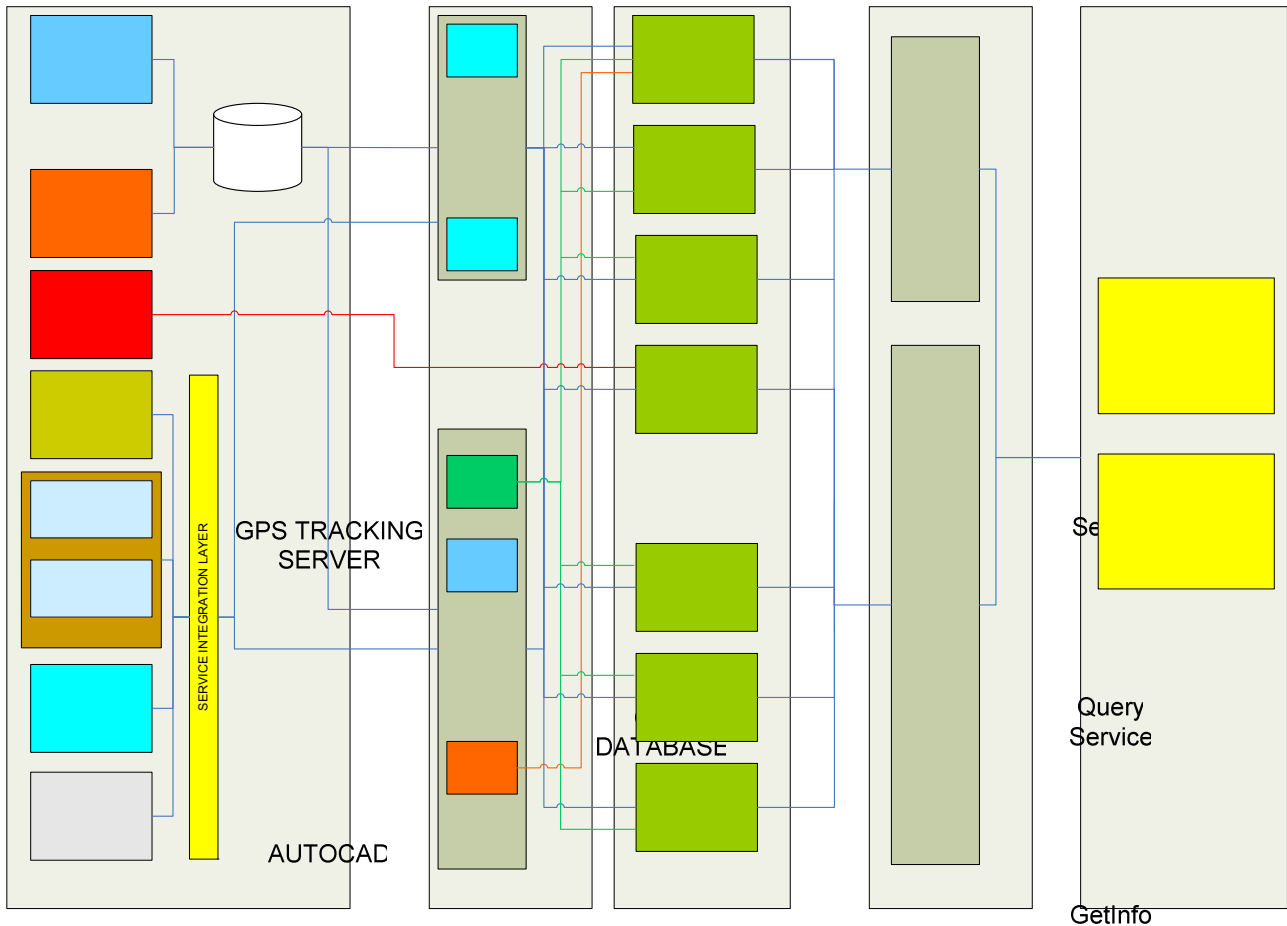 GPS TRACKING
SERVER
SERVICE INTEGRATION LAYER
Query
Service
DATABASE
AUTOCAD
GetInfo